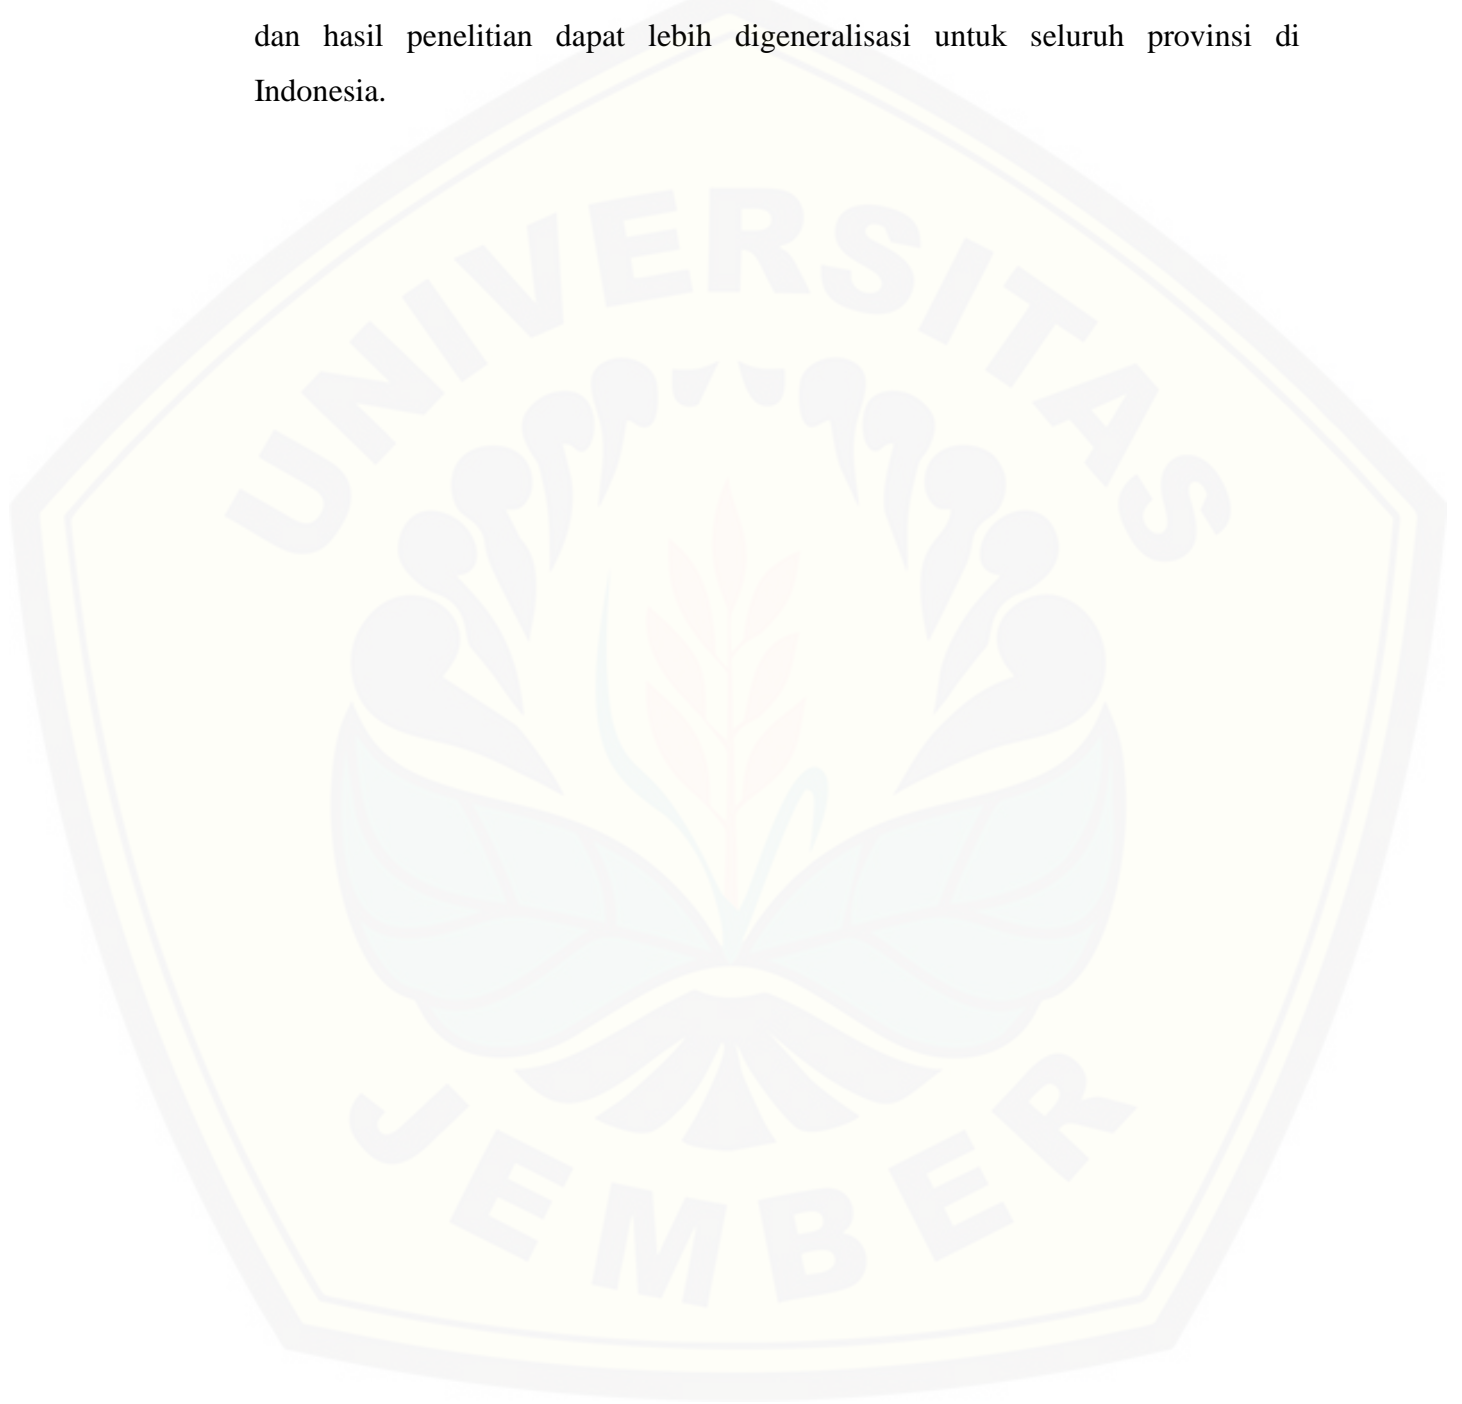 dan hasil penelitian dapat lebih digeneralisasi untuk seluruh provinsi di
Indonesia.
UNIVERSITAS
JEMBER